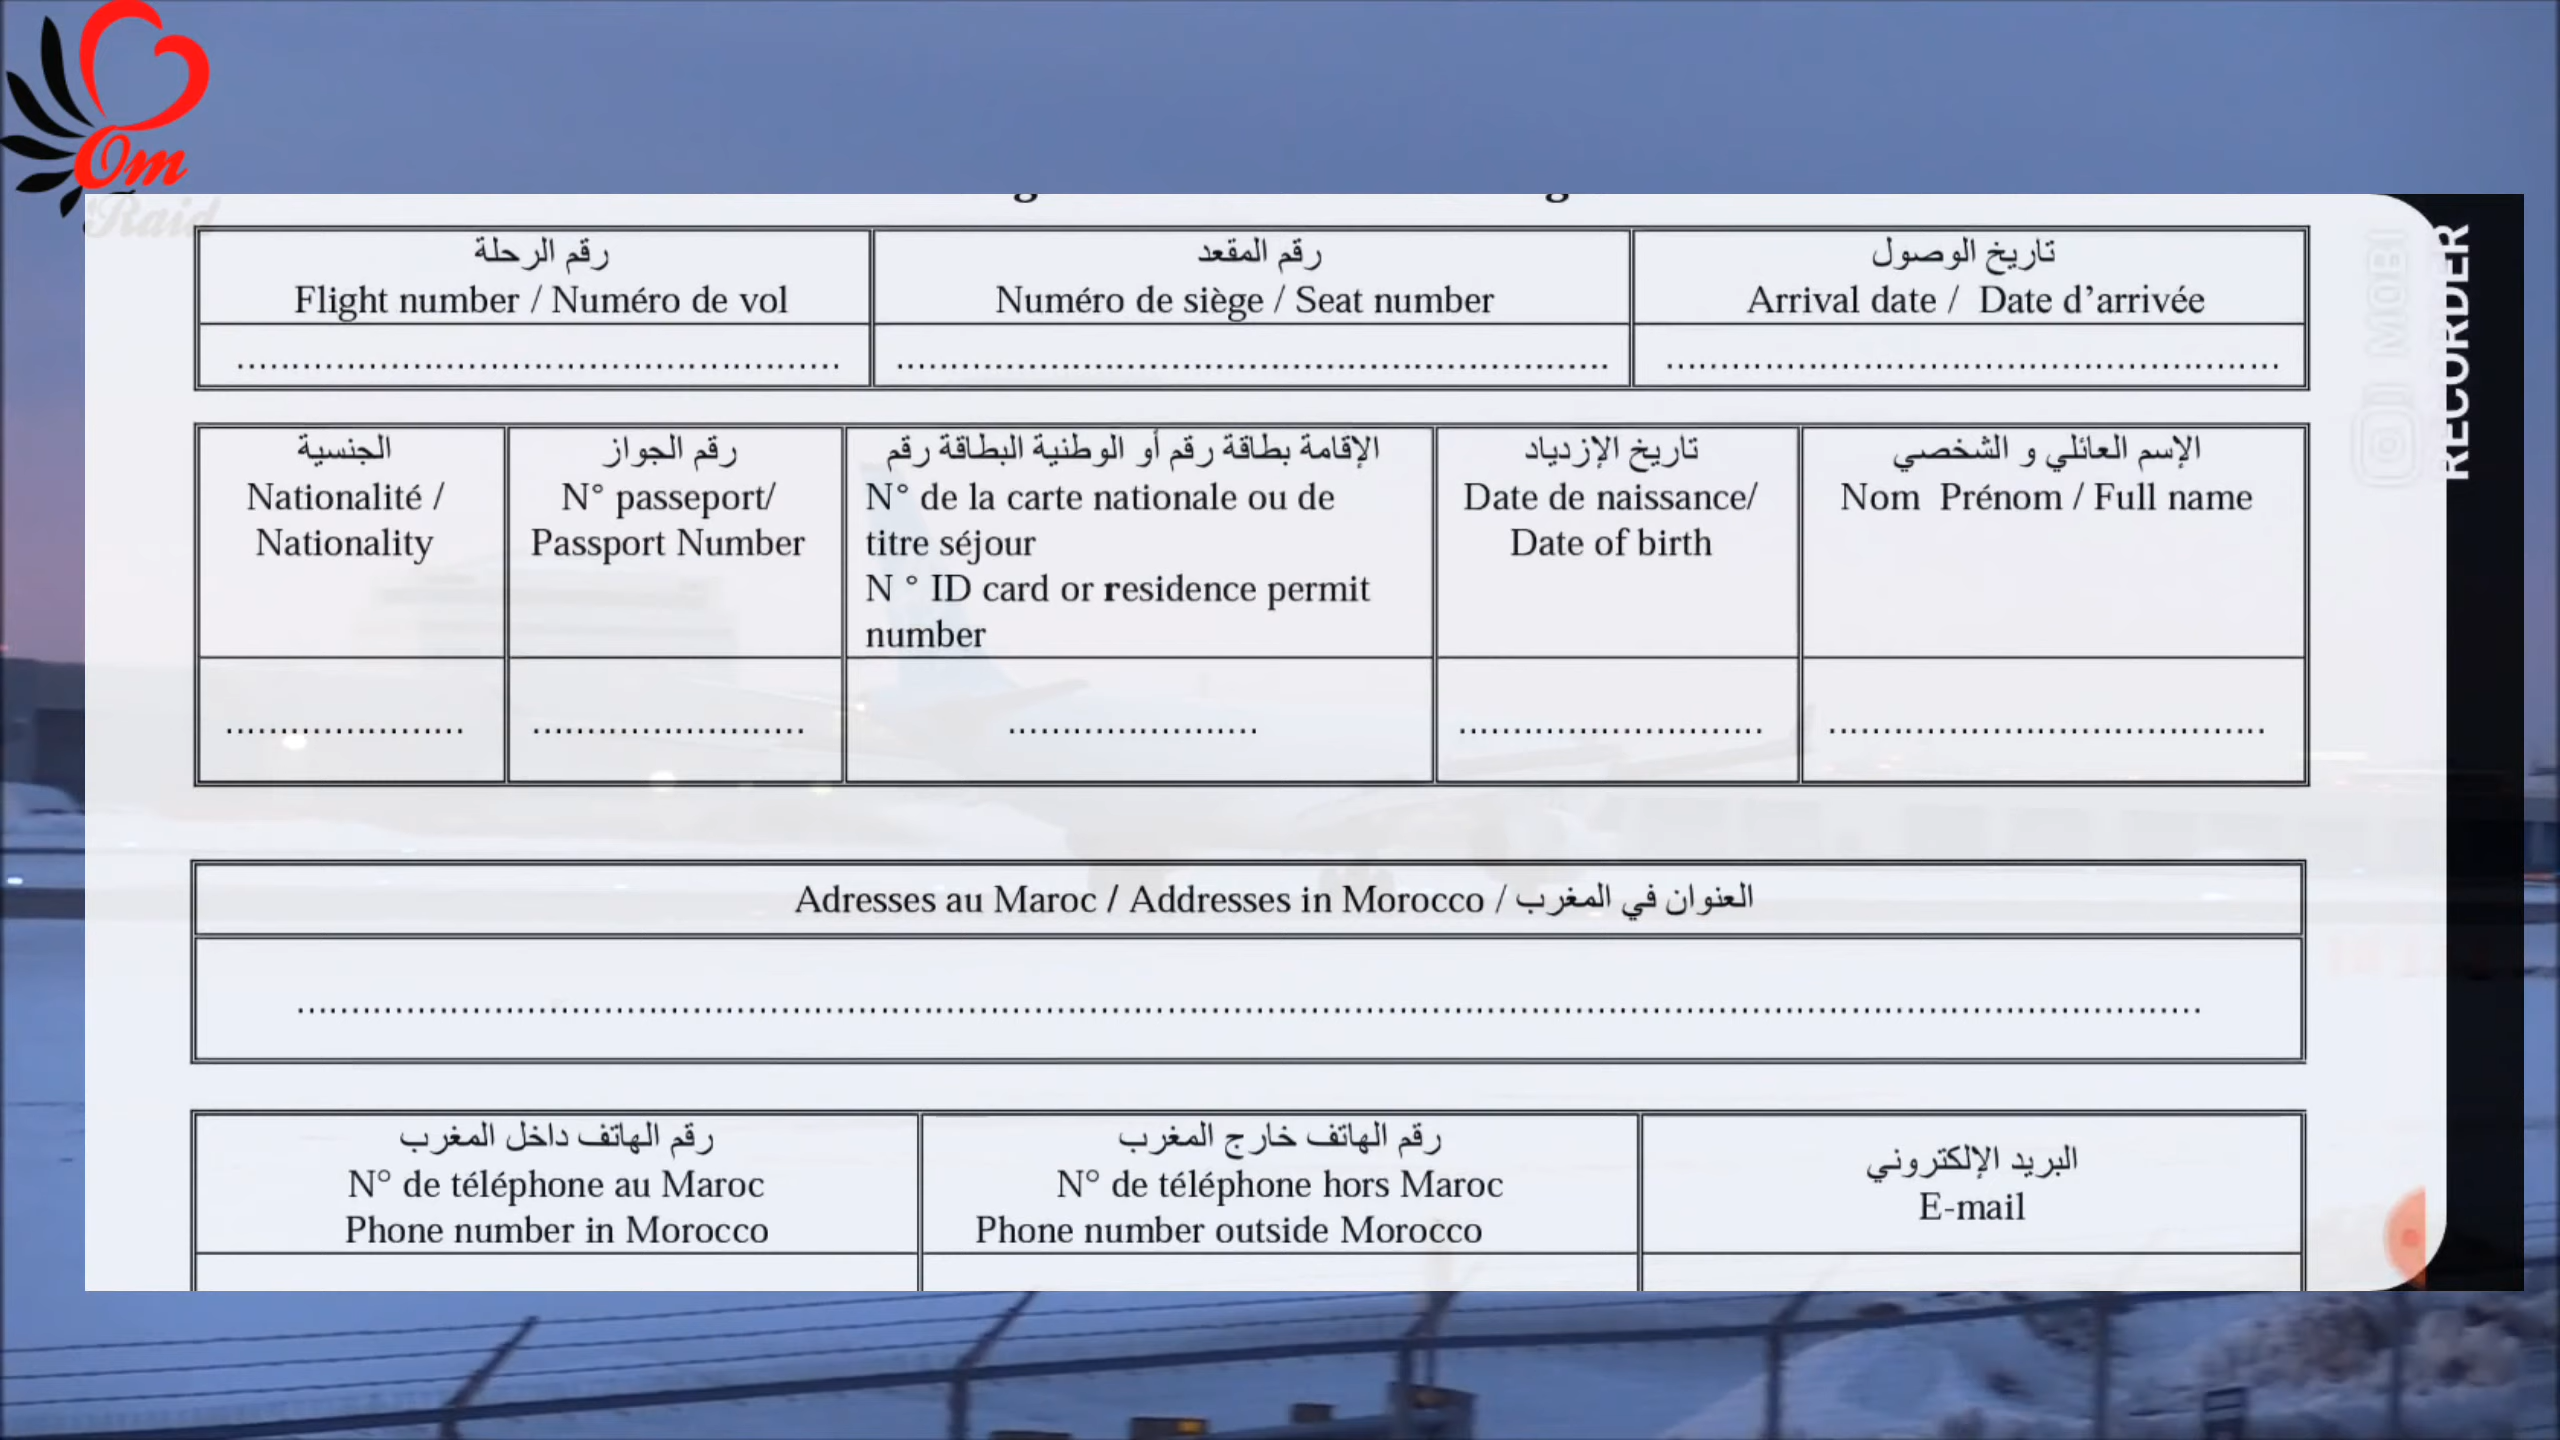 Om
Raid
MOBI
RECORDER
رقم الرحلة
Flight number / Numéro de vol
رقم المقعد
Numéro de siège / Seat number
تاريخ الوصول
Arrival date / Date d’arrivée
الجنسية
Nationalité /
Nationality
رقم الجواز
N° passeport/
Passport Number
الإقامة بطاقة رقم أو الوطنية البطاقة رقم
N° de la carte nationale ou de
titre séjour
N ° ID card or residence permit
number
تاريخ الإزدياد
Date de naissance/
Date of birth
الإسم العائلي و الشخصي
Nom Prénom / Full name
Adresses au Maroc / Addresses in Morocco / العنوان في المغرب
رقم الهاتف داخل المغرب
N° de téléphone au Maroc
Phone number in Morocco
رقم الهاتف خارج المغرب
N° de téléphone hors Maroc
Phone number outside Morocco
البريد الإلكتروني
E-mail